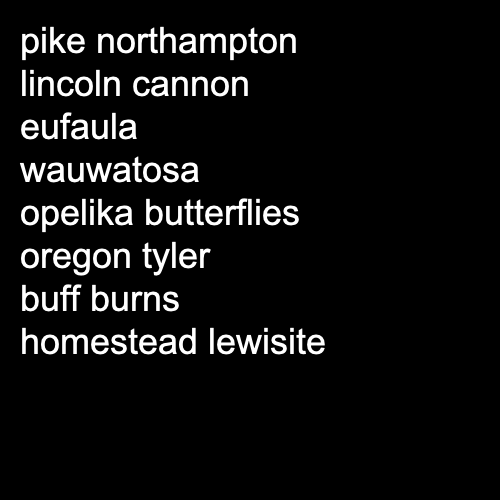 pike northampton
lincoln cannon
eufaula
wauwatosa
opelika butterflies
oregon tyler
buff burns
homestead lewisite